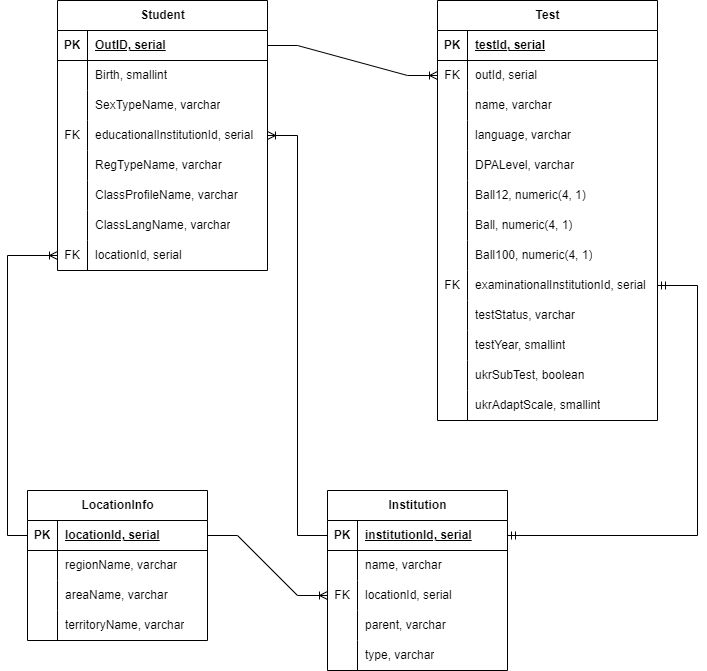 Student
PK OutID, serial
Birth, smallint
SexTypeName, varchar
FK educationalInstitutionId, serial
RegTypeName, varchar
ClassProfileName, varchar
ClassLangName, varchar
FK locationId, serial
Test
PK testId, serial
FK outId, serial
name, varchar
language, varchar
DPALevel, varchar
Ball12, numeric(4, 1)
Ball, numeric(4, 1)
Ball100, numeric(4, 1)
FK examinationalInstitutionId, serial
testStatus, varchar
testYear, smallint
ukrSubTest, boolean
ukrAdaptScale, smallint
LocationInfo
PK locationId, serial
regionName, varchar
areaName, varchar
territoryName, varchar
Institution
PK institutionId, serial
name, varchar
FK locationId, serial
parent, varchar
type, varchar